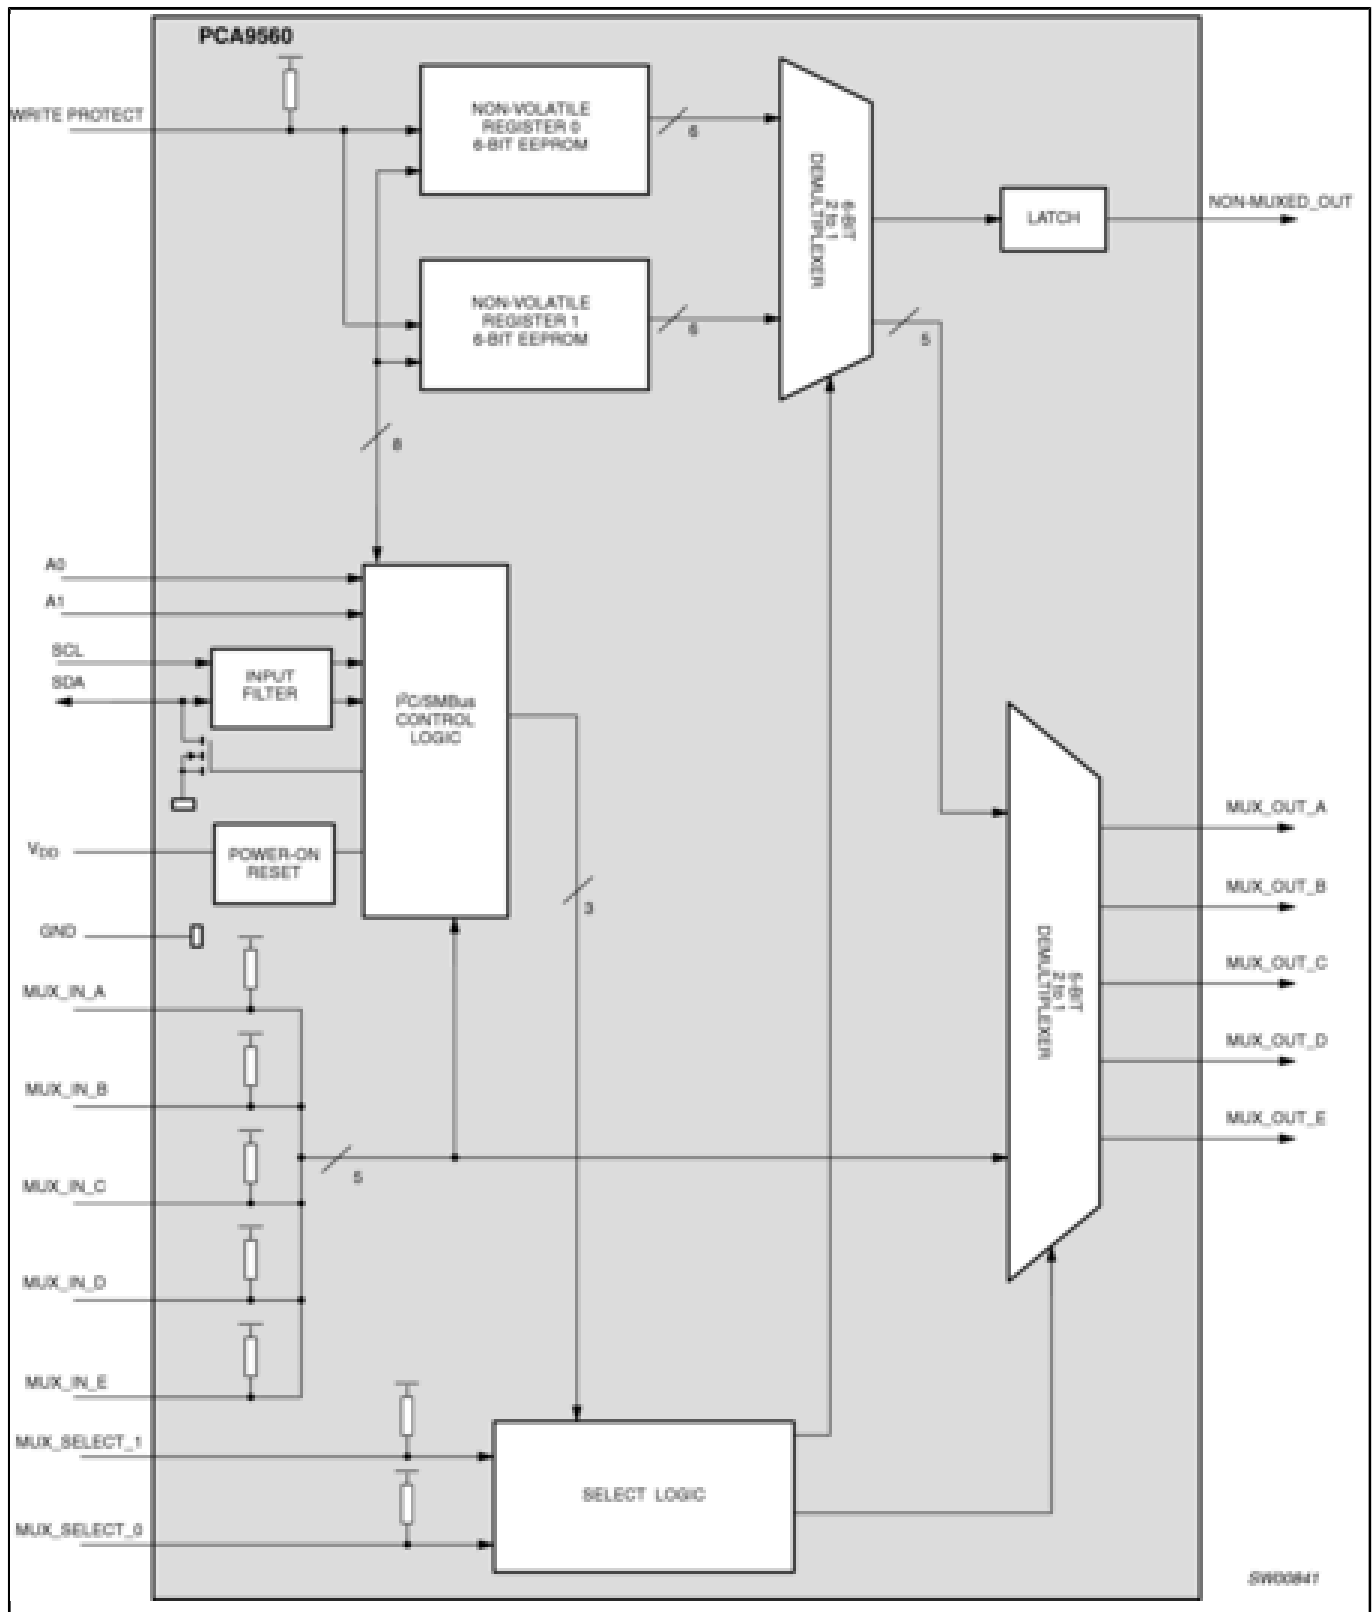 PCA9560
WRITE PROTECT
NON-VOLATILE
REGISTER 0
6-BIT EEPROM
6
6-BIT
2 to 1
DEMULTIPLEXER
LATCH
NON-MUXED_OUT
NON-VOLATILE
REGISTER 1
6-BIT EEPROM
6
5
8
A0
A1
SCL
SDA
INPUT
FILTER
I²C/SMBus
CONTROL
LOGIC
VDD
POWER-ON
RESET
3
GND
MUX_IN_A
MUX_IN_B
MUX_IN_C
MUX_IN_D
MUX_IN_E
5
5-BIT
2 to 1
DEMULTIPLEXER
MUX_OUT_A
MUX_OUT_B
MUX_OUT_C
MUX_OUT_D
MUX_OUT_E
MUX_SELECT_1
MUX_SELECT_0
SELECT LOGIC
SW00841